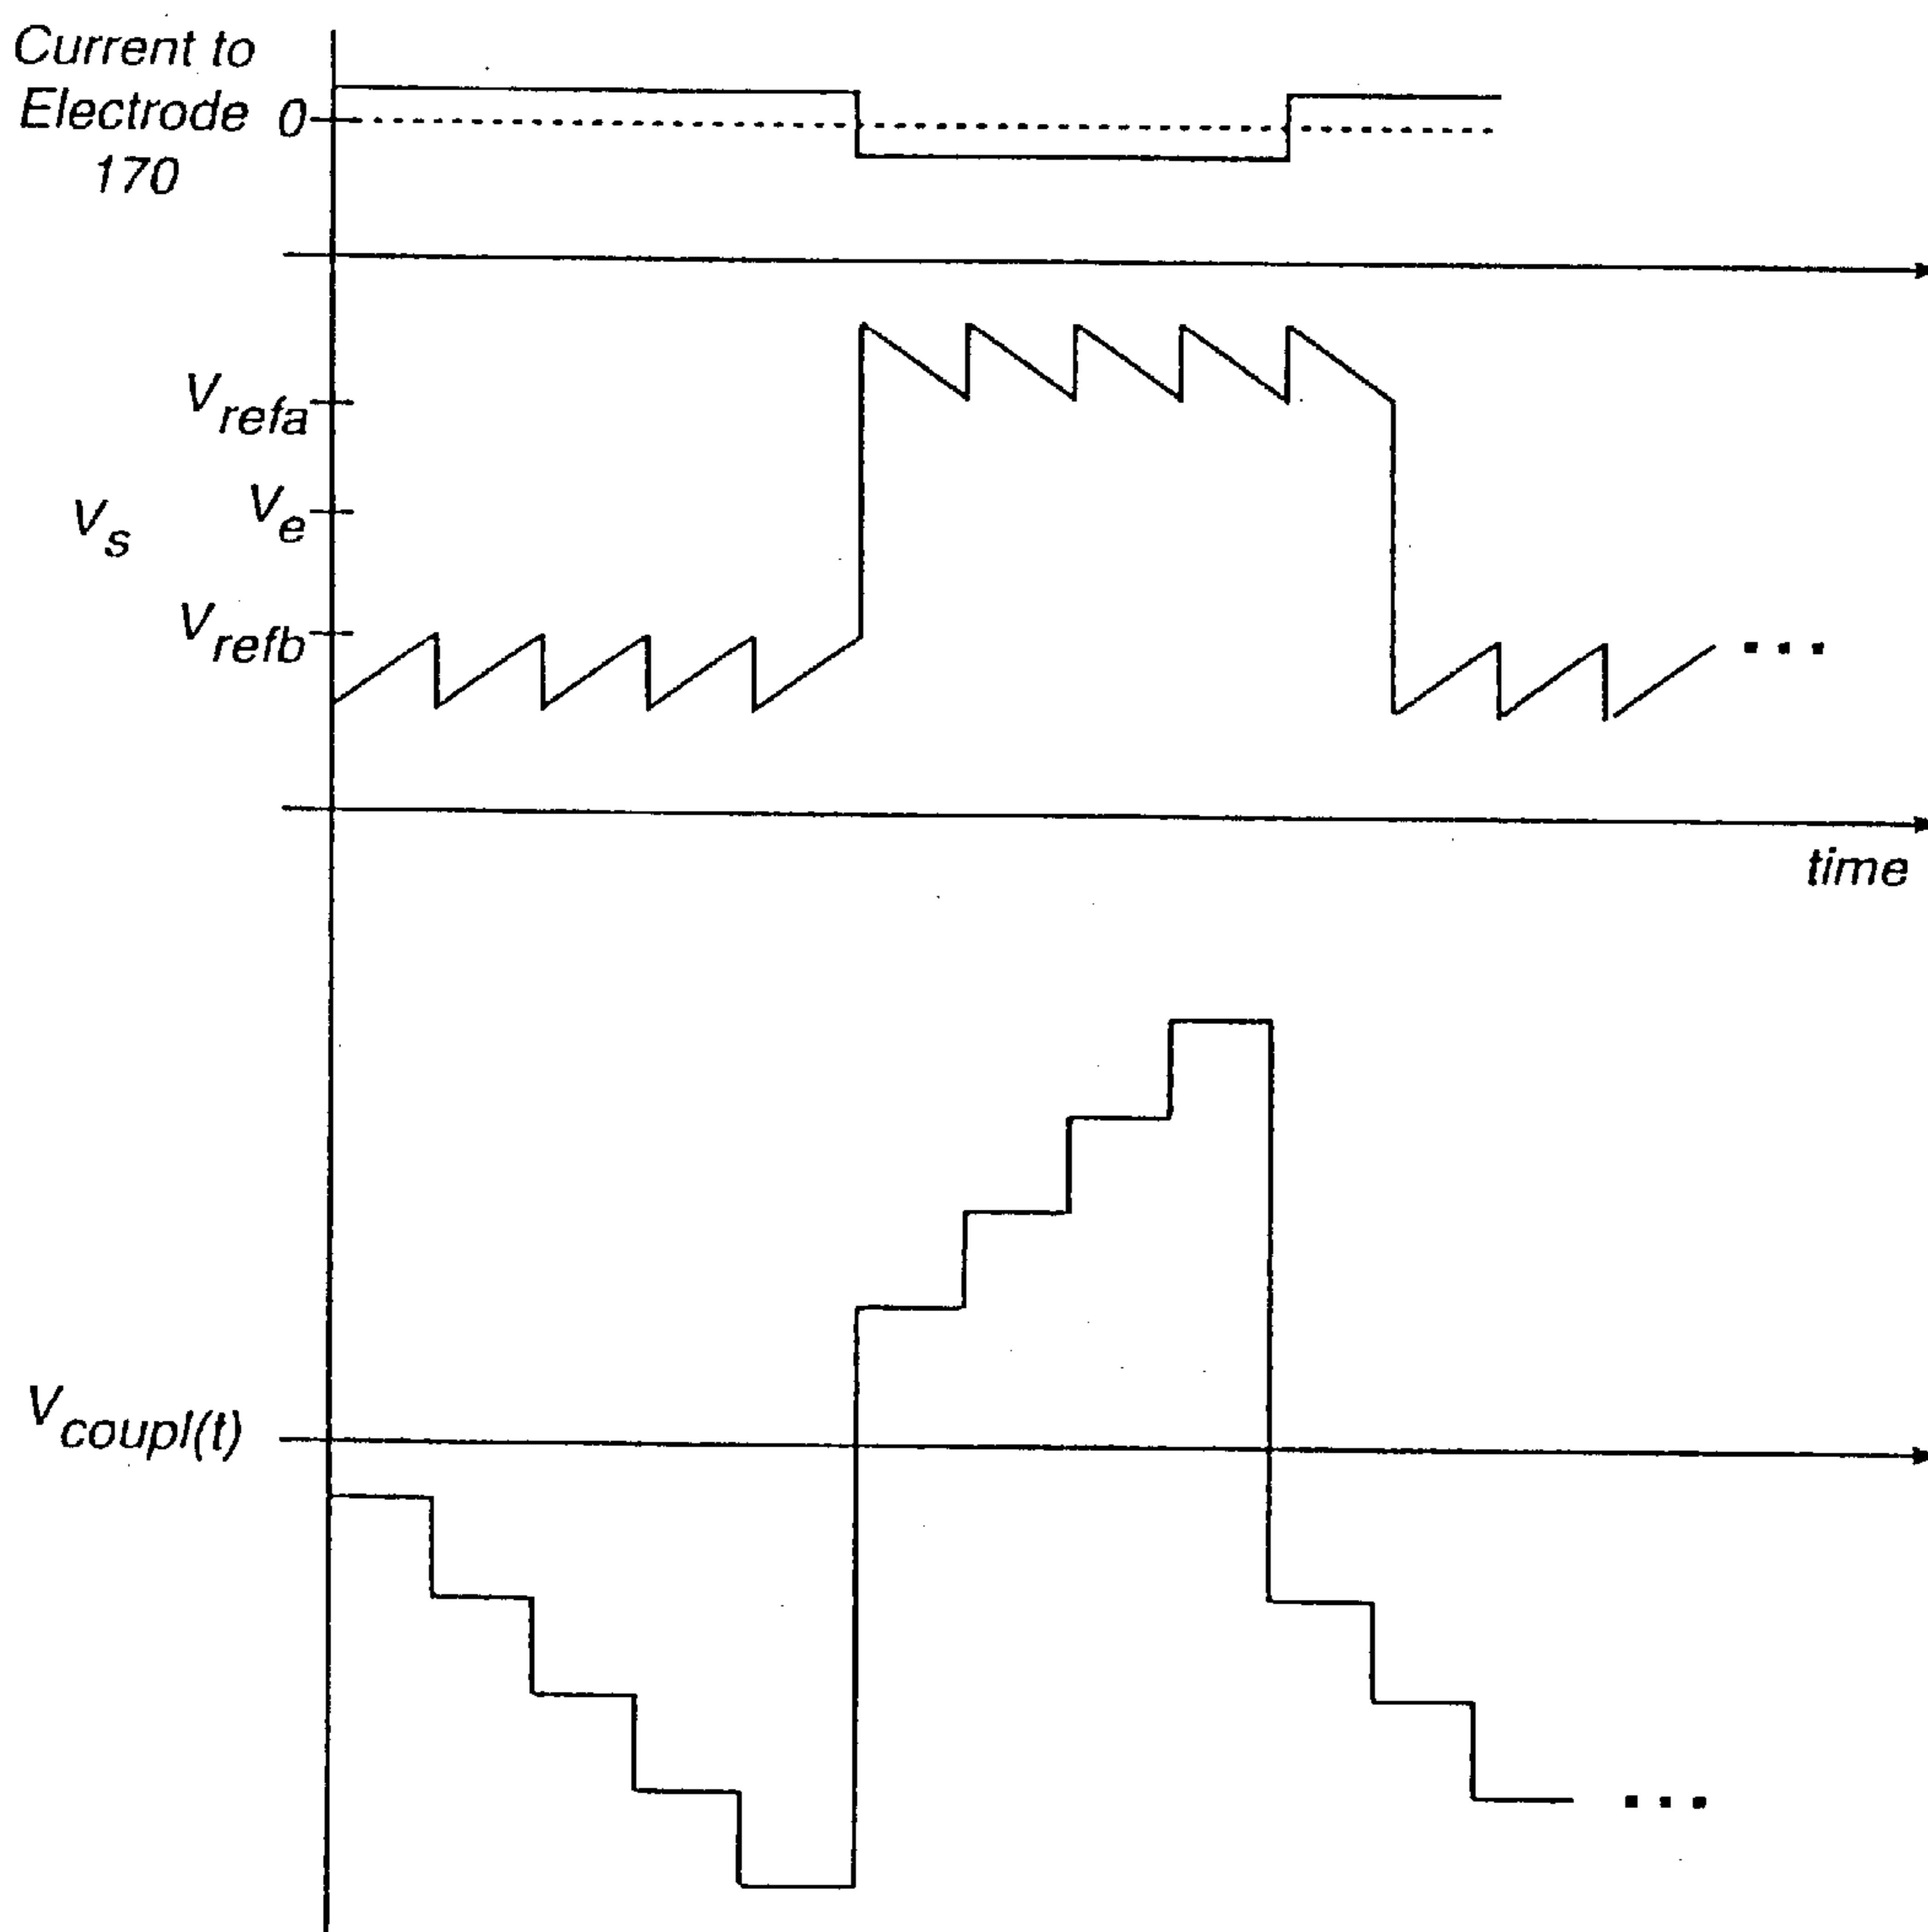 Current to
Electrode 0
170
Vrefa
Ve
Vs
Vrefb
time
Vcoupl(t)